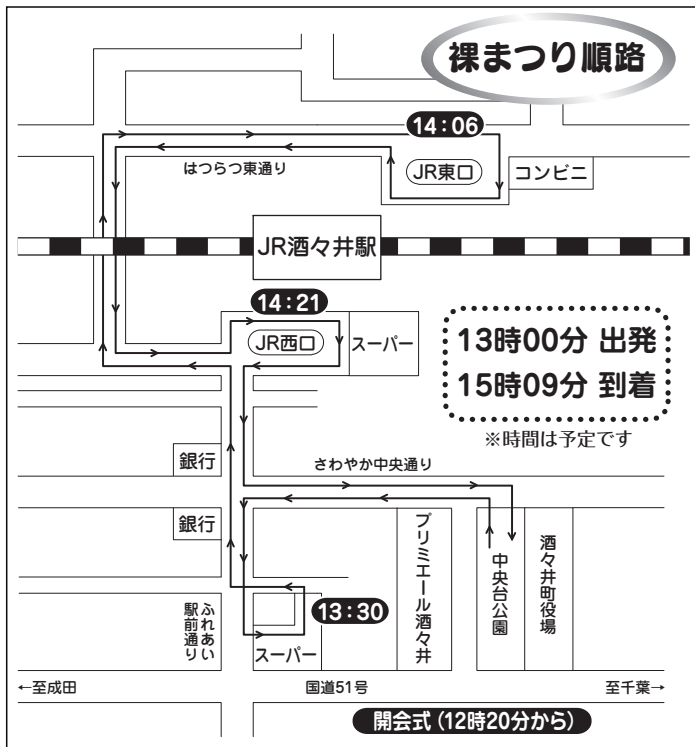 裸まつり順路
14:06
はつらつ東通り
JR東口
コンビニ
JR酒々井駅
14:21
JR西口
スーパー
13時00分 出発
15時09分 到着
※時間は予定です
銀行
さわやか中央通り
銀行
プリミエール酒々井
中央台公園
酒々井町役場
13:30
ふれあい
駅前通り
スーパー
←至成田
国道51号
至千葉→
開会式(12時20分から)